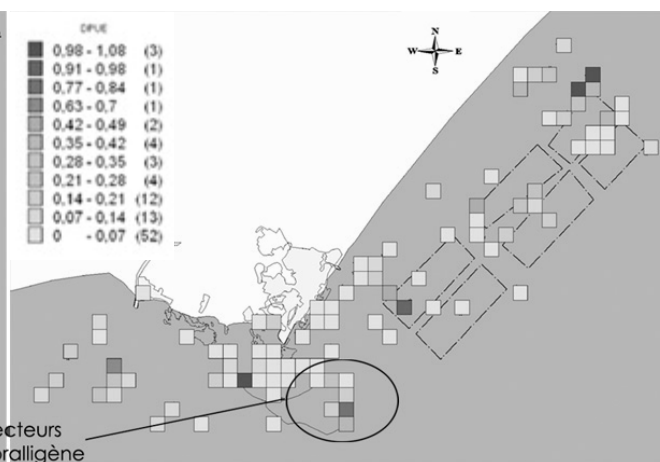 DPUE
0,98 - 1,08 (3)
0,91 - 0,98 (1)
0,77 - 0,84 (1)
0,63 - 0,7 (1)
0,42 - 0,49 (2)
0,35 - 0,42 (4)
0,28 - 0,35 (3)
0,21 - 0,28 (4)
0,14 - 0,21 (12)
0,07 - 0,14 (13)
0 - 0,07 (52)
N
W E
S
ecteurs
oralligène